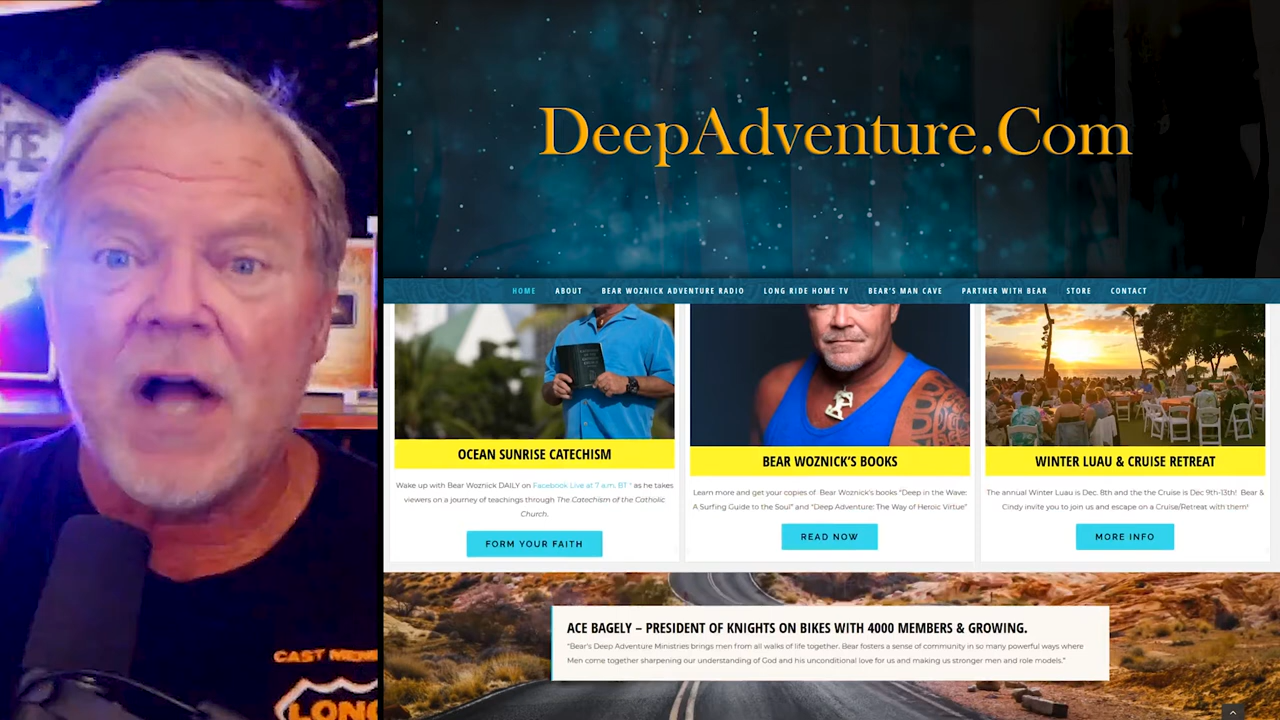 DeepAdventure.Com
HOME ABOUT BEAR WOZNICK ADVENTURE RADIO LONG RIDE HOME TV BEAR'S MAN CAVE PARTNER WITH BEAR STORE CONTACT
OCEAN SUNRISE CATECHISM
Wake up with Bear Woznick DAILY on Facebook Live at 7 a.m. BT * as he takes
viewers on a journey of teachings through The Catechism of the Catholic
Church.
FORM YOUR FAITH
BEAR WOZNICK'S BOOKS
Learn more and get your copies of Bear Woznick's books "Deep in the Wave:
A Surfing Guide to the Soul" and "Deep Adventure: The Way of Heroic Virtue"
READ NOW
WINTER LUAU & CRUISE RETREAT
The annual Winter Luau is Dec. 8th and the the Cruise is Dec 9th-13th! Bear &
Cindy invite you to join us and escape on a Cruise/Retreat with them!
MORE INFO
ACE BAGELY – PRESIDENT OF KNIGHTS ON BIKES WITH 4000 MEMBERS & GROWING.
"Bear's Deep Adventure Ministries brings men from all walks of life together. Bear fosters a sense of community in so many powerful ways where
Men come together sharpening our understanding of God and his unconditional love for us and making us stronger men and role models."
CAST MEM
LONG